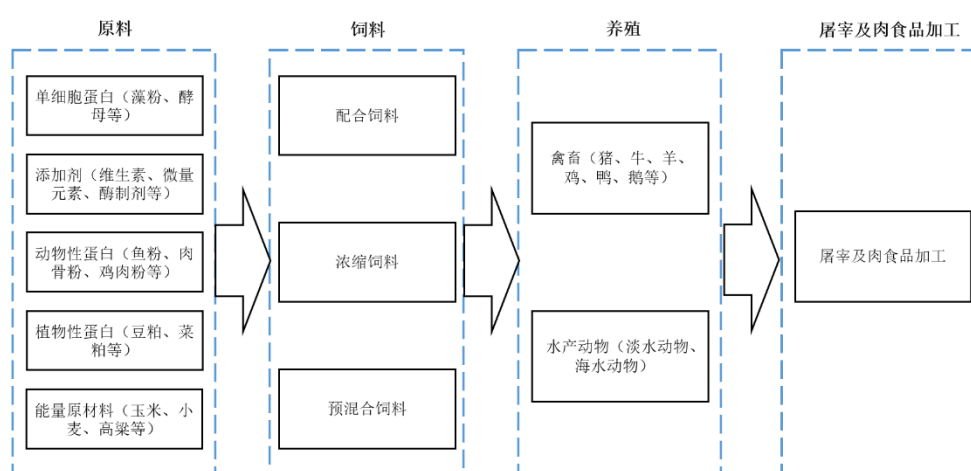 原料
单细胞蛋白（藻粉、酵
母等）
添加剂（维生素、微量
元素、酶制剂等）
动物性蛋白（鱼粉、肉
骨粉、鸡肉粉等）
植物性蛋白（豆粕、菜
粕等）
能量原材料（玉米、小
麦、高粱等）
饲料
配合饲料
浓缩饲料
预混合饲料
养殖
禽畜（猪、牛、羊、
鸡、鸭、鹅等）
水产动物（淡水动物、
海水动物）
屠宰及肉食品加工
屠宰及肉食品加工